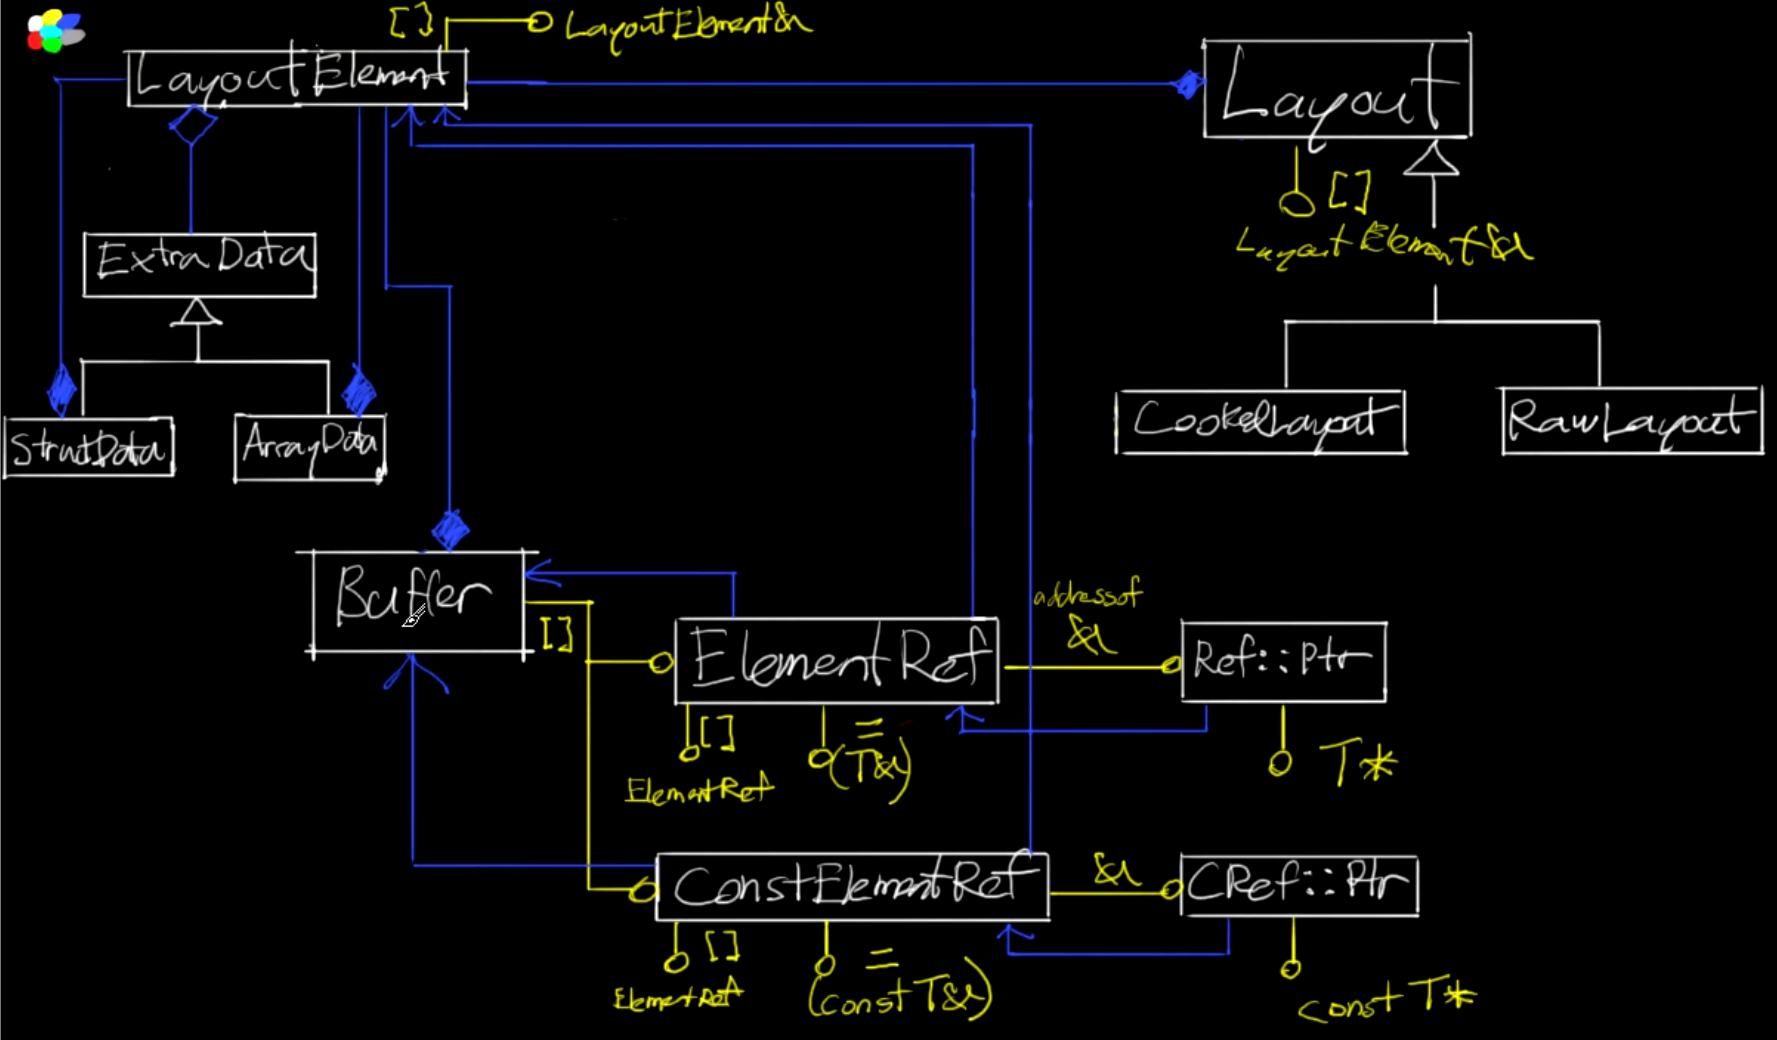 [] LayoutElement&
LayoutElement
Layout
[]
LayoutElement&
ExtraData
StructData
ArrayData
CookedLayout
RawLayout
Buffer
[]
ElementRef
addressof
&
Ref::Ptr
[]
ElementRef
=
(T&)
T*
ConstElementRef
&
CRef::Ptr
[]
ElementRef
=
(const T&)
const T*